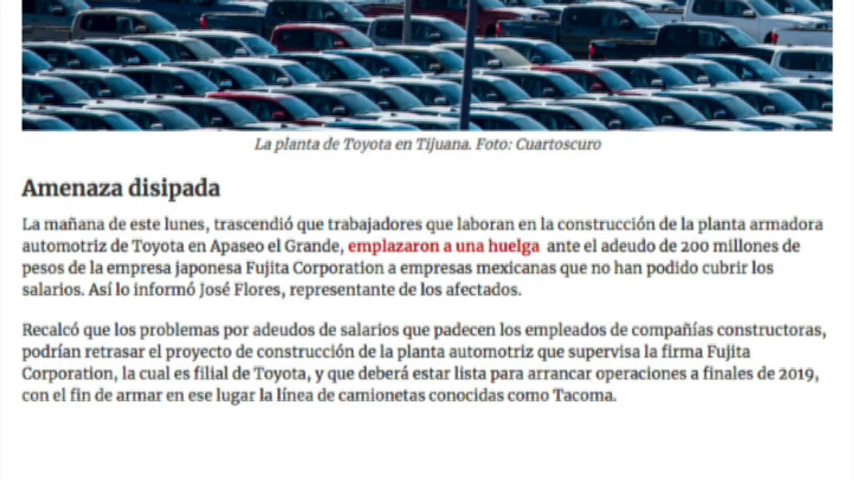 La planta de Toyota en Tijuana. Foto: Cuartoscuro
Amenaza disipada
La mañana de este lunes, trascendió que trabajadores que laboran en la construcción de la planta armadora
automotriz de Toyota en Apaseo el Grande, emplazaron a una huelga ante el adeudo de 200 millones de
pesos de la empresa japonesa Fujita Corporation a empresas mexicanas que no han podido cubrir los
salarios. Así lo informó José Flores, representante de los afectados.
Recalcó que los problemas por adeudos de salarios que padecen los empleados de compañías constructoras,
podrían retrasar el proyecto de construcción de la planta automotriz que supervisa la firma Fujita
Corporation, la cual es filial de Toyota, y que deberá estar lista para arrancar operaciones a finales de 2019,
con el fin de armar en ese lugar la línea de camionetas conocidas como Tacoma.